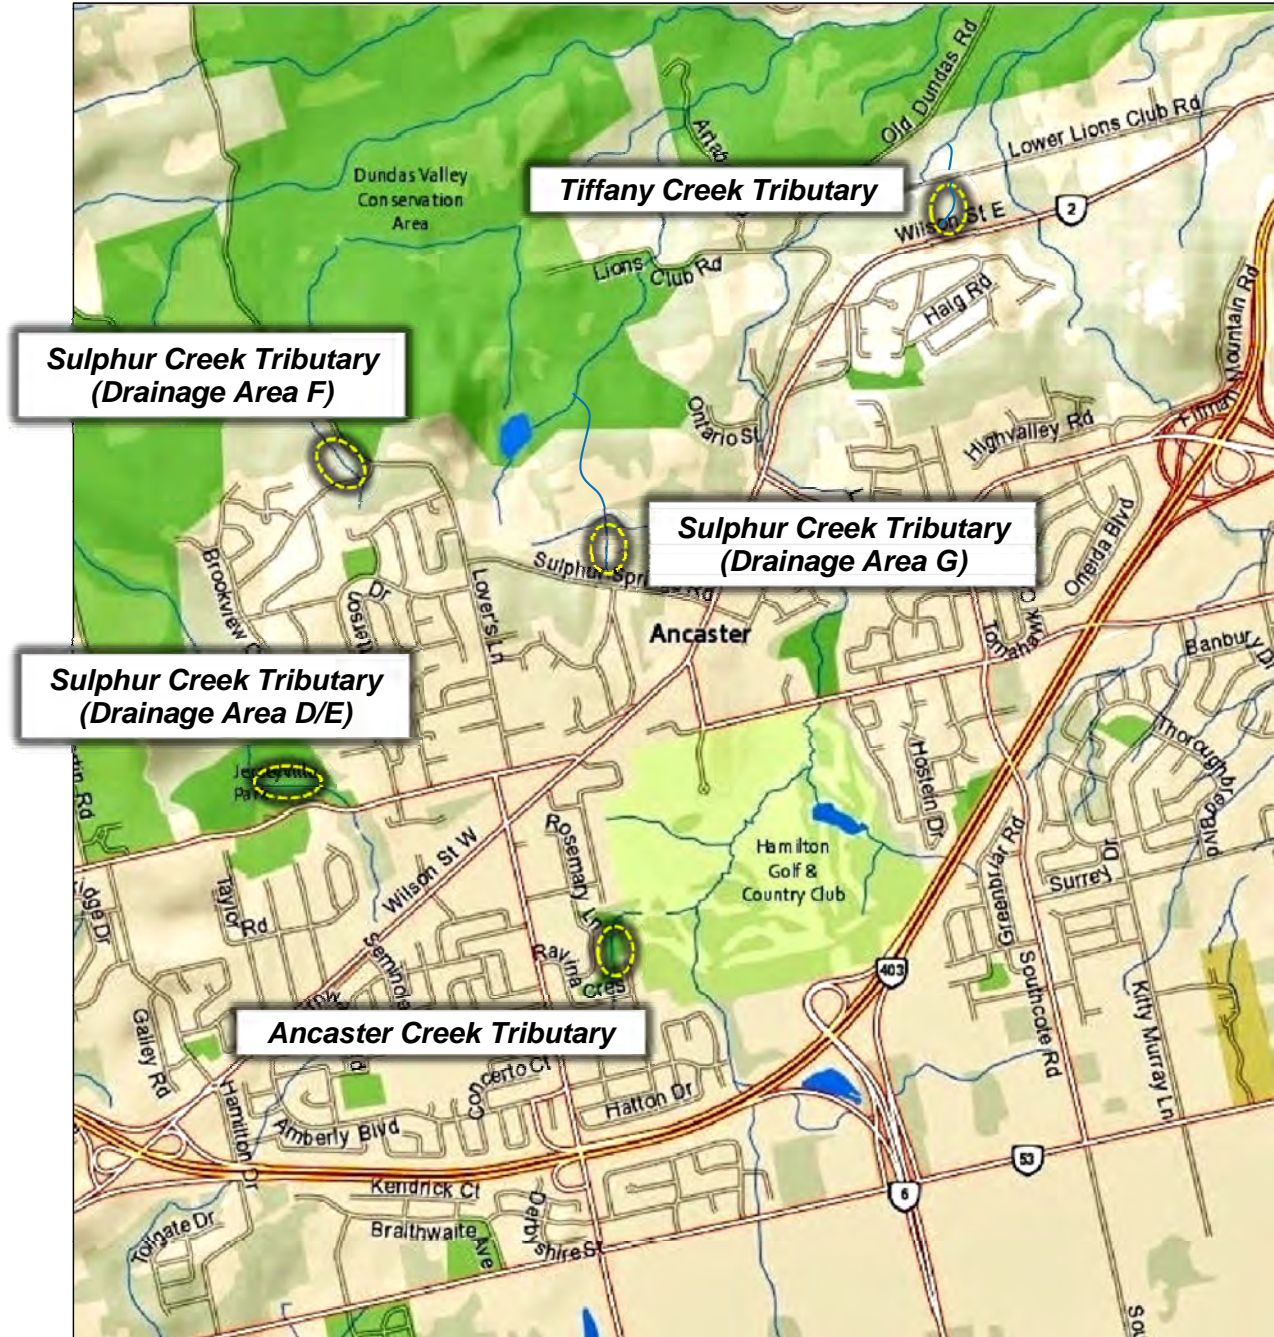 Old Dundas Rd
Lower Lions Club Rd
Dundas Valley
Conservation
Area
Tiffany Creek Tributary
2
Wilson St E
Lions Club Rd
Haig Rd
Mountain Rd
Sulphur Creek Tributary
(Drainage Area F)
Ontario St
Highvalley Rd
Sulphur Creek Tributary
(Drainage Area G)
Oneida Blvd
Brookview
Dr
Lover's Ln
Rd
Ancaster
Banbury Dr
Sulphur Creek Tributary
(Drainage Area D/E)
Thoroughbred Blvd
Hostein Dr
Rosemary Ln
Wilson St W
Hamilton
Golf &
Country Club
Greenbriar Rd
Surrey Dr
Taylor Rd
Ravina
403
Southcote Rd
Kitty Murray Ln
Galley Rd
Ancaster Creek Tributary
Concerto Ct
Hatton Dr
Hamilton Dr
Amberly Blvd
53
6
Kendrick Ct
Tollgate Dr
Braithwaite Ave
Derbyshire St